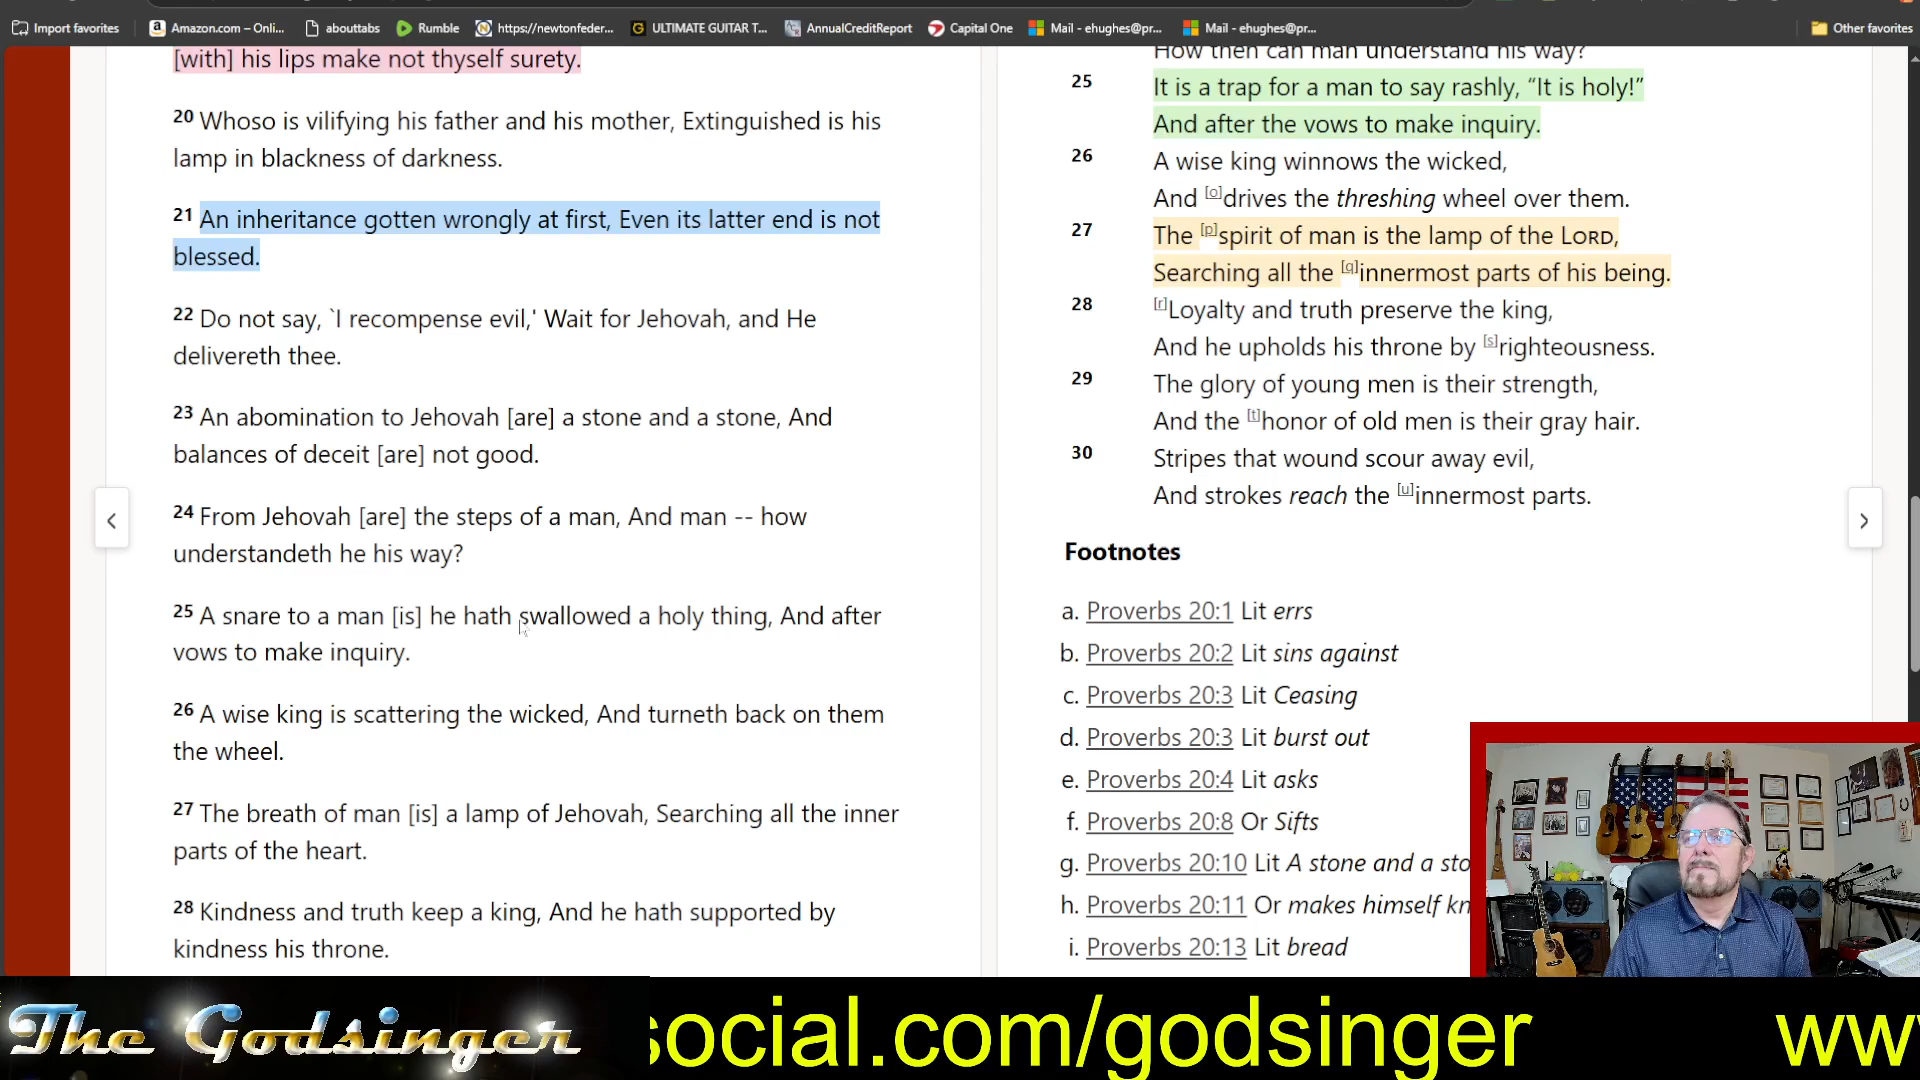 Import favorites
Amazon.com – Onli...
abouttabs
Rumble
https://newtonfeder...
ULTIMATE GUITAR T...
AnnualCreditReport
Capital One
Mail - ehughes@pr...
Mail - ehughes@pr...
Other favorites
[with] his lips make not thyself surety.
20 Whoso is vilifying his father and his mother, Extinguished is his
lamp in blackness of darkness.
21 An inheritance gotten wrongly at first, Even its latter end is not
blessed.
22 Do not say, `I recompense evil,' Wait for Jehovah, and He
delivereth thee.
23 An abomination to Jehovah [are] a stone and a stone, And
balances of deceit [are] not good.
24 From Jehovah [are] the steps of a man, And man -- how
understandeth he his way?
25 A snare to a man [is] he hath swallowed a holy thing, And after
vows to make inquiry.
26 A wise king is scattering the wicked, And turneth back on them
the wheel.
27 The breath of man [is] a lamp of Jehovah, Searching all the inner
parts of the heart.
28 Kindness and truth keep a king, And he hath supported by
kindness his throne.
How then can man understand his way?
25 It is a trap for a man to say rashly, “It is holy!”
And after the vows to make inquiry.
26 A wise king winnows the wicked,
And [o]drives the threshing wheel over them.
27 The [p]spirit of man is the lamp of the LORD,
Searching all the [q]innermost parts of his being.
28 [r]Loyalty and truth preserve the king,
And he upholds his throne by [s]righteousness.
29 The glory of young men is their strength,
And the [t]honor of old men is their gray hair.
30 Stripes that wound scour away evil,
And strokes reach the [u]innermost parts.
Footnotes
a. Proverbs 20:1 Lit errs
b. Proverbs 20:2 Lit sins against
c. Proverbs 20:3 Lit Ceasing
d. Proverbs 20:3 Lit burst out
e. Proverbs 20:4 Lit asks
f. Proverbs 20:8 Or Sifts
g. Proverbs 20:10 Lit A stone and a sto
h. Proverbs 20:11 Or makes himself kn
i. Proverbs 20:13 Lit bread
The Godsinger
social.com/godsinger
ww